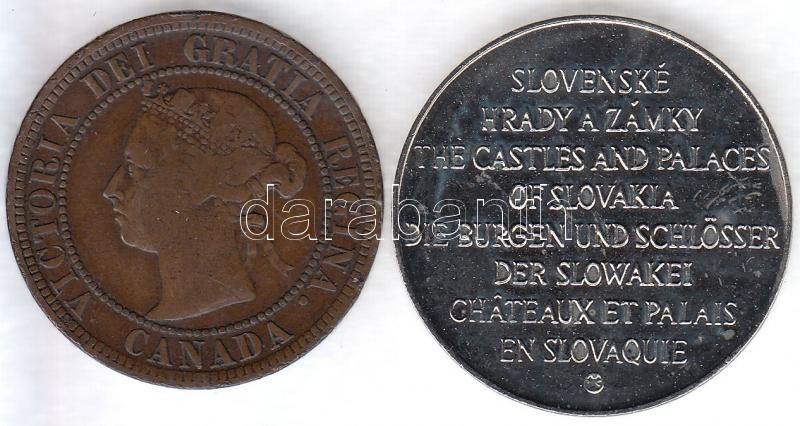 VICTORIA DEI GRATIA REGINA.
CANADA
SLOVENSKÉ
HRADY A ZÁMKY
THE CASTLES AND PALACES
OF SLOVAKIA
DIE BURGEN UND SCHLÖSSER
DER SLOWAKEI
CHÂTEAUX ET PALAIS
EN SLOVAQUIE
darabanth